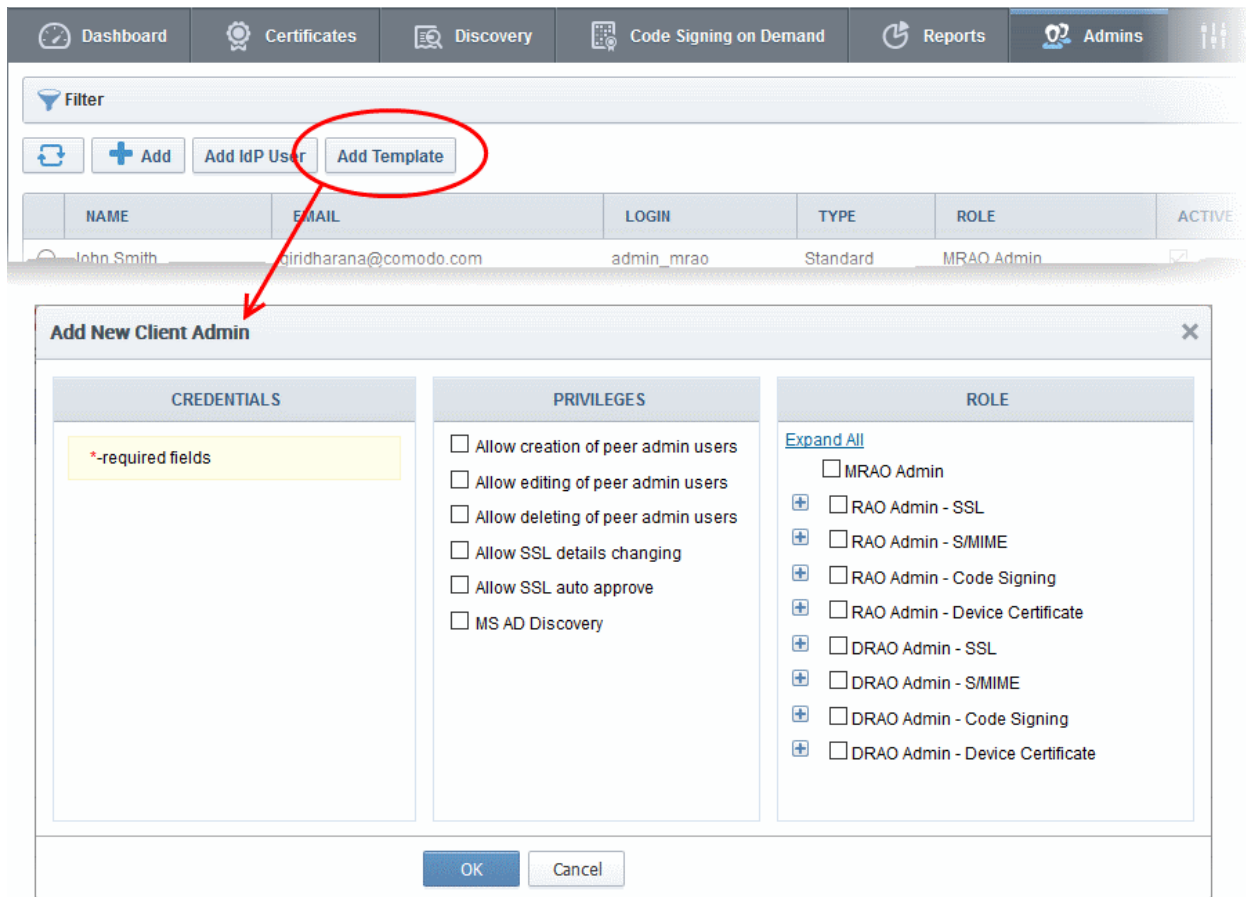 Dashboard Certificates Discovery Code Signing on Demand Reports Admins
Filter
Add Add IdP User Add Template
NAME EMAIL LOGIN TYPE ROLE ACTIVE
John Smith giridharana@comodo.com admin_mrao Standard MRAO Admin
Add New Client Admin
CREDENTIALS
*-required fields
PRIVILEGES
Allow creation of peer admin users
Allow editing of peer admin users
Allow deleting of peer admin users
Allow SSL details changing
Allow SSL auto approve
MS AD Discovery
ROLE
Expand All
MRAO Admin
RAO Admin - SSL
RAO Admin - S/MIME
RAO Admin - Code Signing
RAO Admin - Device Certificate
DRAO Admin - SSL
DRAO Admin - S/MIME
DRAO Admin - Code Signing
DRAO Admin - Device Certificate
OK Cancel